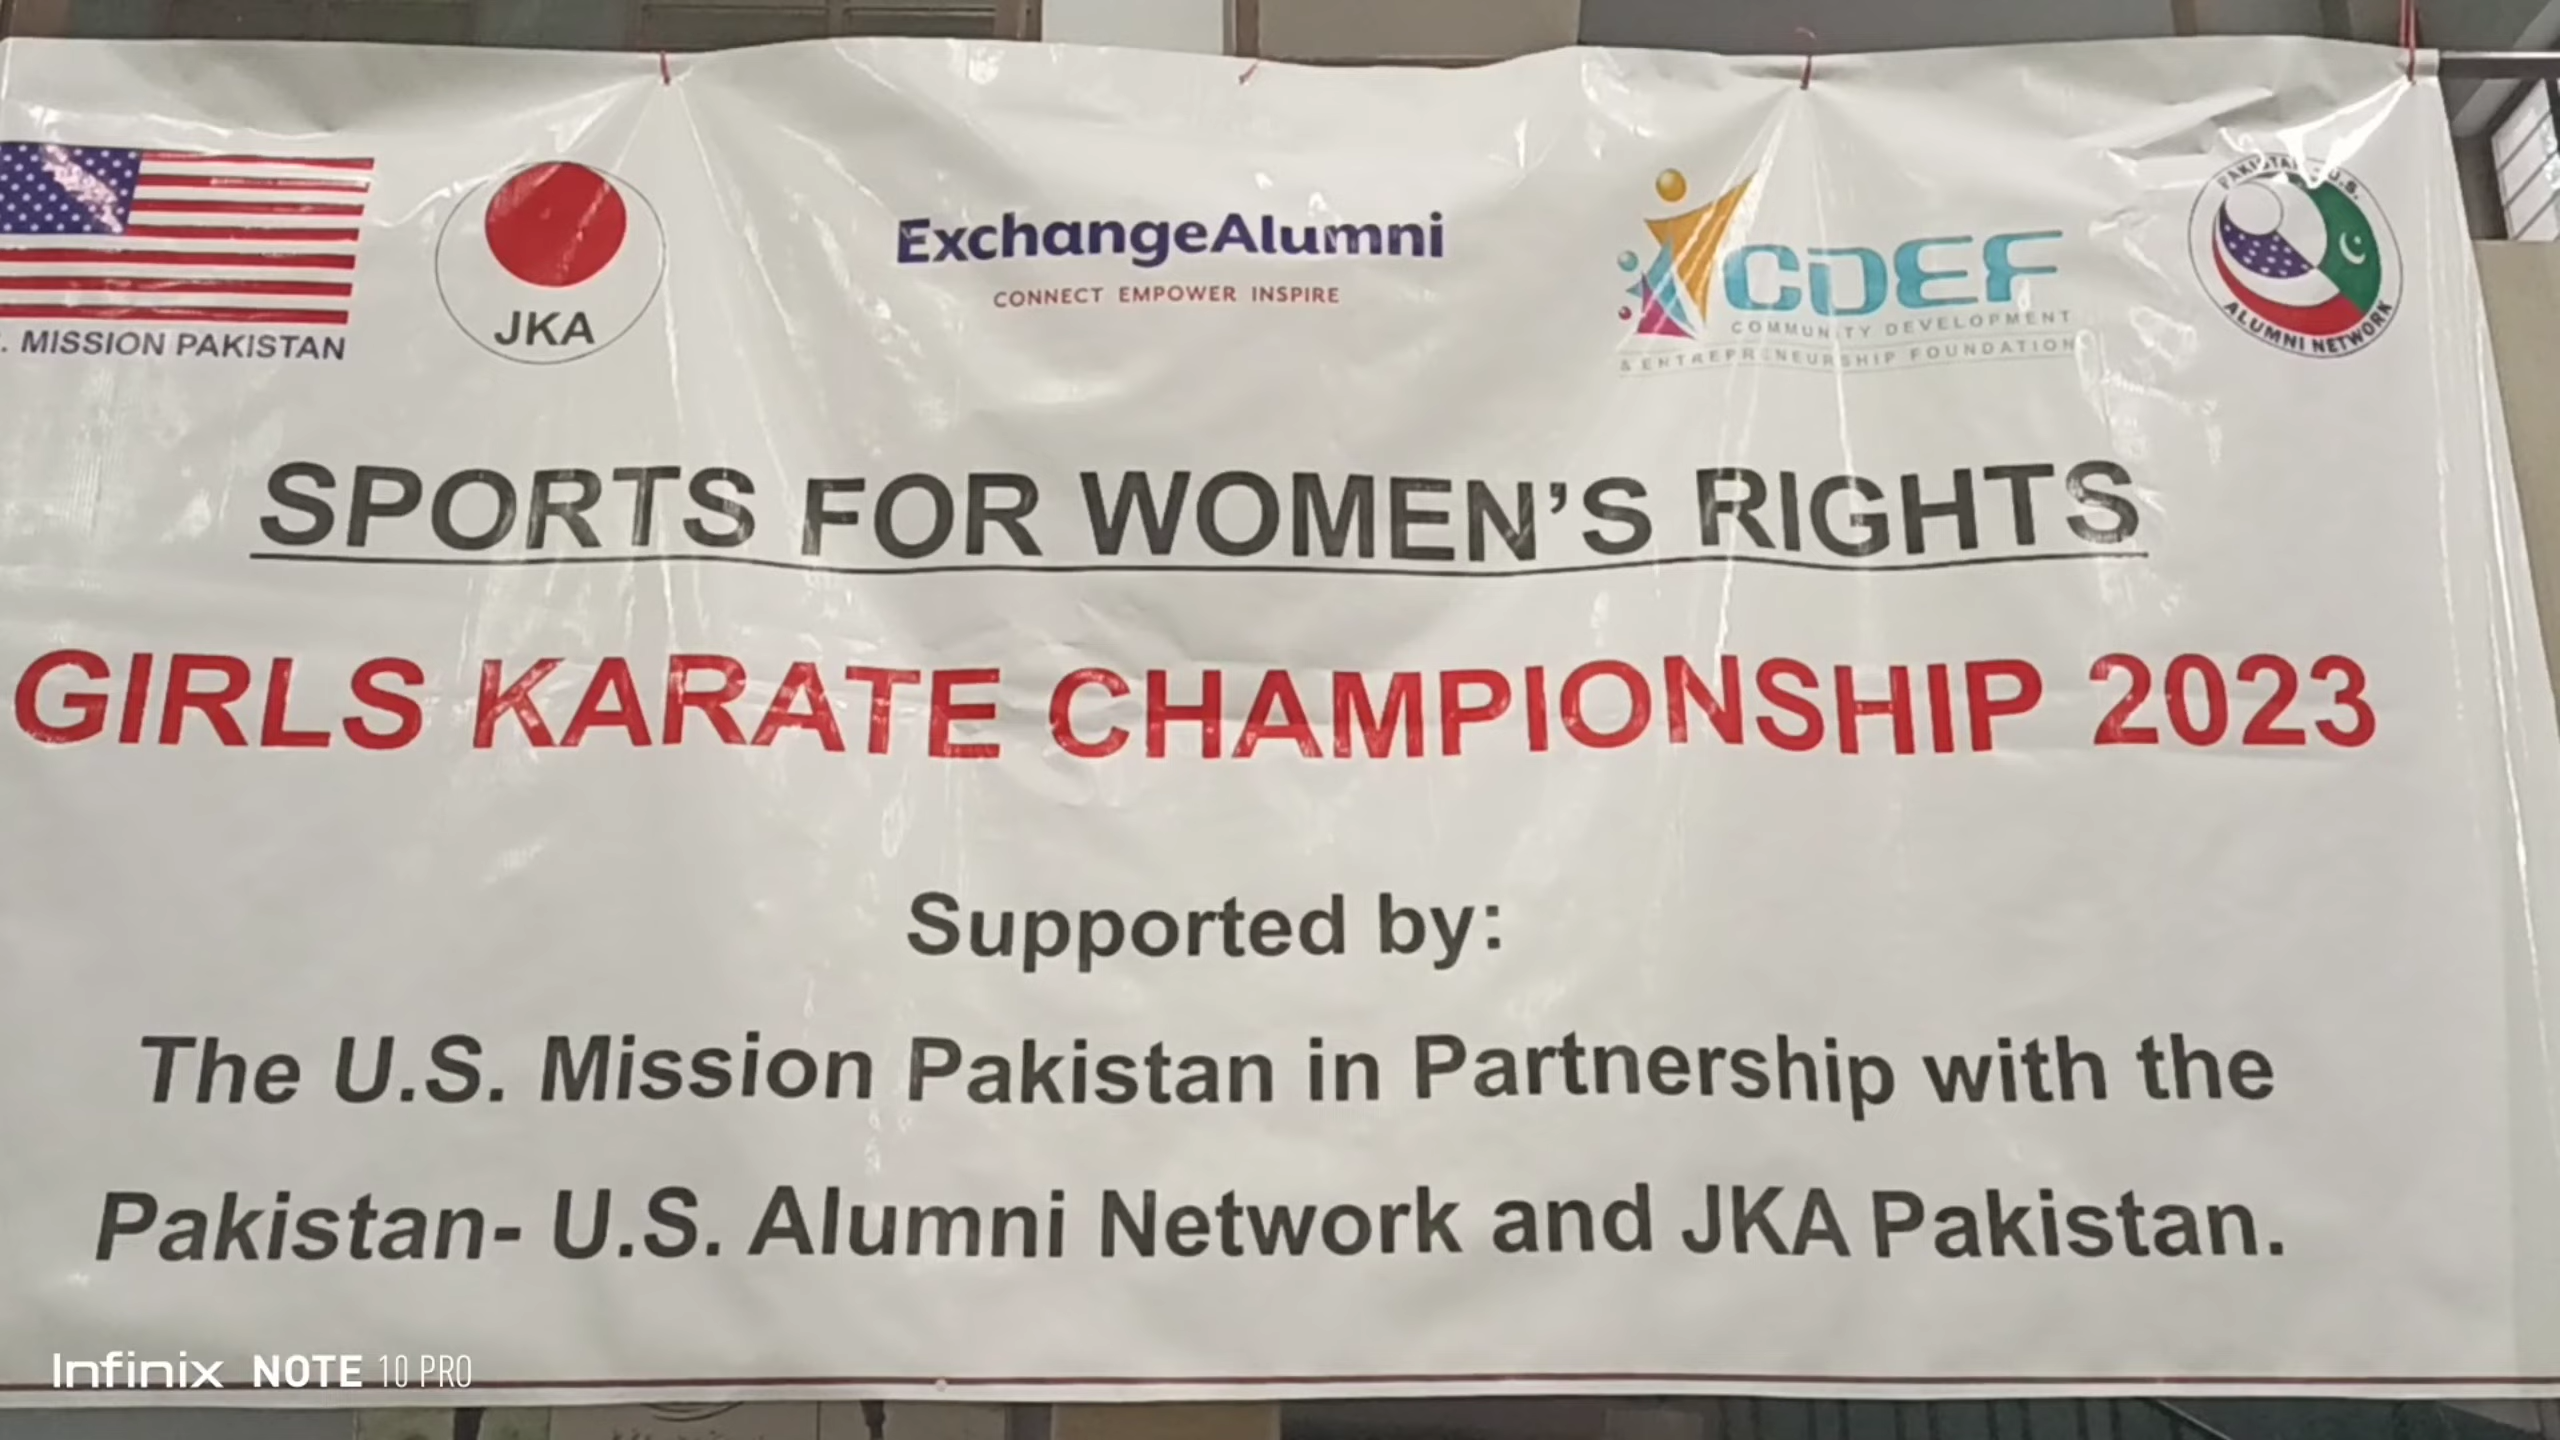 . MISSION PAKISTAN
JKA
ExchangeAlumni
CONNECT EMPOWER INSPIRE
CDEF
COMMUNITY DEVELOPMENT
& ENTREPRENEURSHIP FOUNDATION
PAKISTAN U.S.
ALUMNI NETWORK
SPORTS FOR WOMEN'S RIGHTS
GIRLS KARATE CHAMPIONSHIP 2023
Supported by:
The U.S. Mission Pakistan in Partnership with the
Pakistan- U.S. Alumni Network and JKA Pakistan.
Infinix NOTE 10 PRO